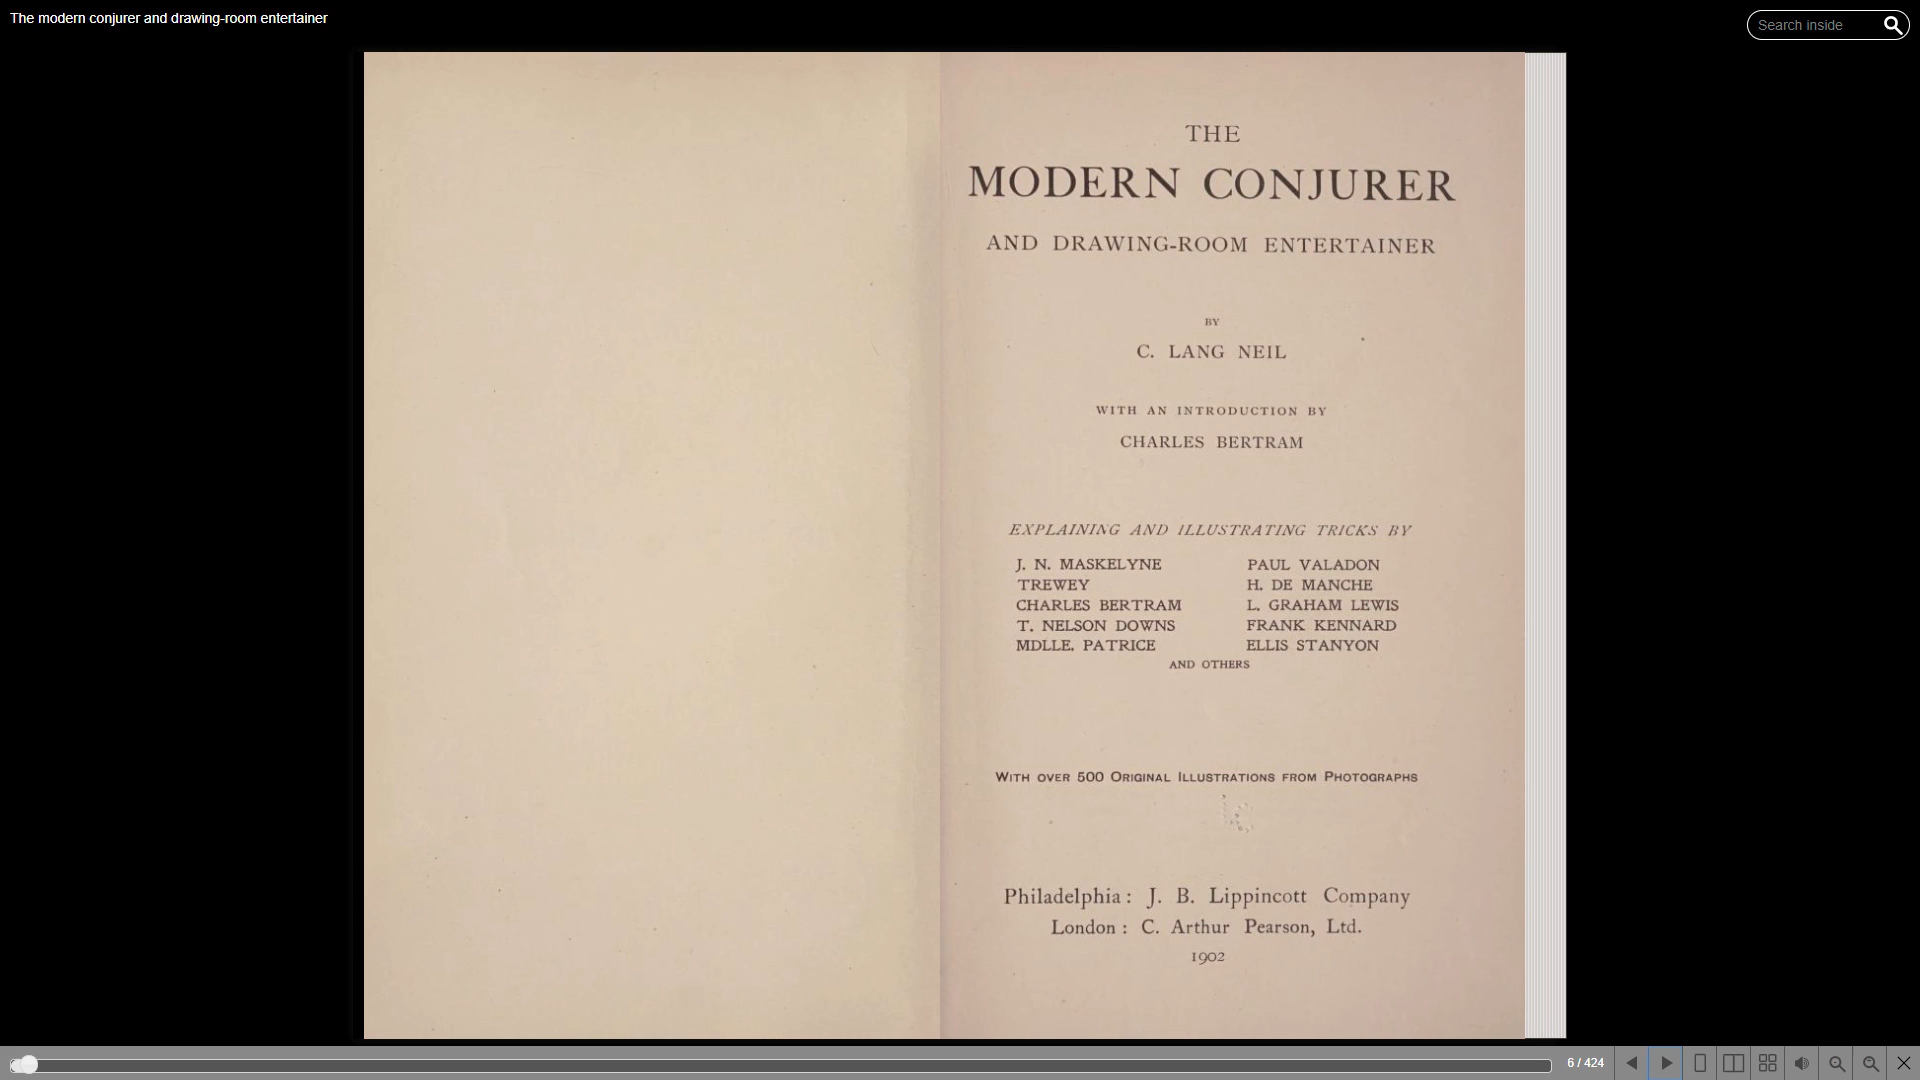 The modern conjurer and drawing-room entertainer
Search inside
THE
MODERN CONJURER
AND DRAWING-ROOM ENTERTAINER
BY
C. LANG NEIL
WITH AN INTRODUCTION BY
CHARLES BERTRAM
EXPLAINING AND ILLUSTRATING TRICKS BY
J. N. MASKELYNE
TREWEY
CHARLES BERTRAM
T. NELSON DOWNS
MDLLE. PATRICE
PAUL VALADON
H. DE MANCHE
L. GRAHAM LEWIS
FRANK KENNARD
ELLIS STANYON
AND OTHERS
WITH OVER 500 ORIGINAL ILLUSTRATIONS FROM PHOTOGRAPHS
Philadelphia: J. B. Lippincott Company
London: C. Arthur Pearson, Ltd.
1902
6 / 424